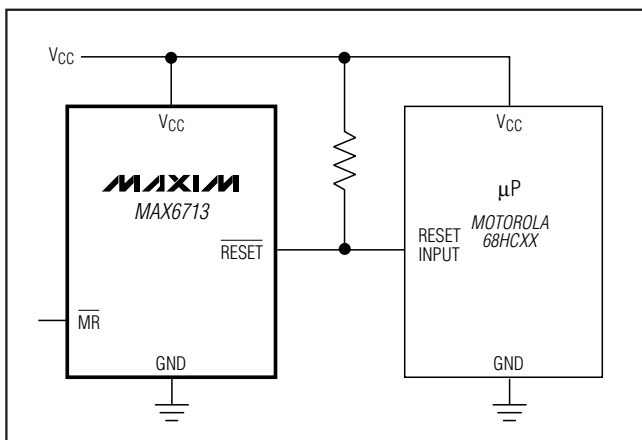 VCC
VCC
VCC
MAXIM
MAX6713
µP
MOTOROLA
68HCXX
RESET
RESET
INPUT
MR
GND
GND